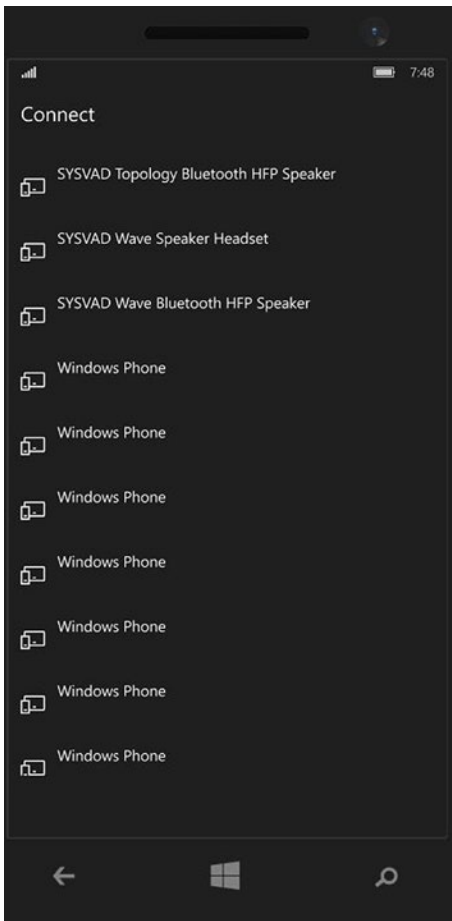 7:48
Connect
SYSVAD Topology Bluetooth HFP Speaker
SYSVAD Wave Speaker Headset
SYSVAD Wave Bluetooth HFP Speaker
Windows Phone
Windows Phone
Windows Phone
Windows Phone
Windows Phone
Windows Phone
Windows Phone